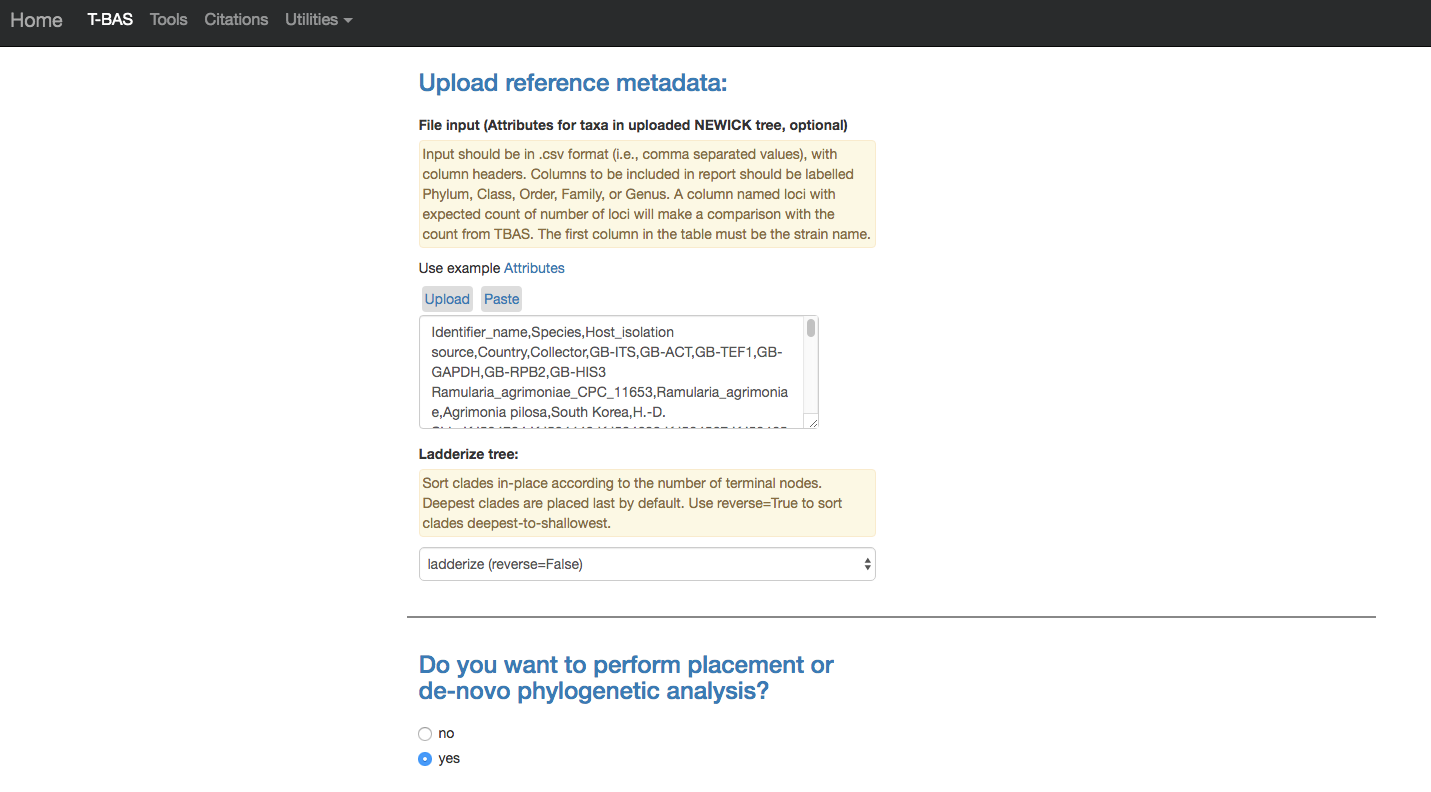 Home T-BAS Tools Citations Utilities
Upload reference metadata:
File input (Attributes for taxa in uploaded NEWICK tree, optional)
Input should be in .csv format (i.e., comma separated values), with
column headers. Columns to be included in report should be labelled
Phylum, Class, Order, Family, or Genus. A column named loci with
expected count of number of loci will make a comparison with the
count from TBAS. The first column in the table must be the strain name.
Use example Attributes
Upload Paste
Identifier_name,Species,Host_isolation
source,Country,Collector,GB-ITS,GB-ACT,GB-TEF1,GB-
GAPDH,GB-RPB2,GB-HIS3
Ramularia_agrimoniae_CPC_11653,Ramularia_agrimonia
e,Agrimonia pilosa,South Korea,H.-D.
Ladderize tree:
Sort clades in-place according to the number of terminal nodes.
Deepest clades are placed last by default. Use reverse=True to sort
clades deepest-to-shallowest.
ladderize (reverse=False)
Do you want to perform placement or
de-novo phylogenetic analysis?
no
yes